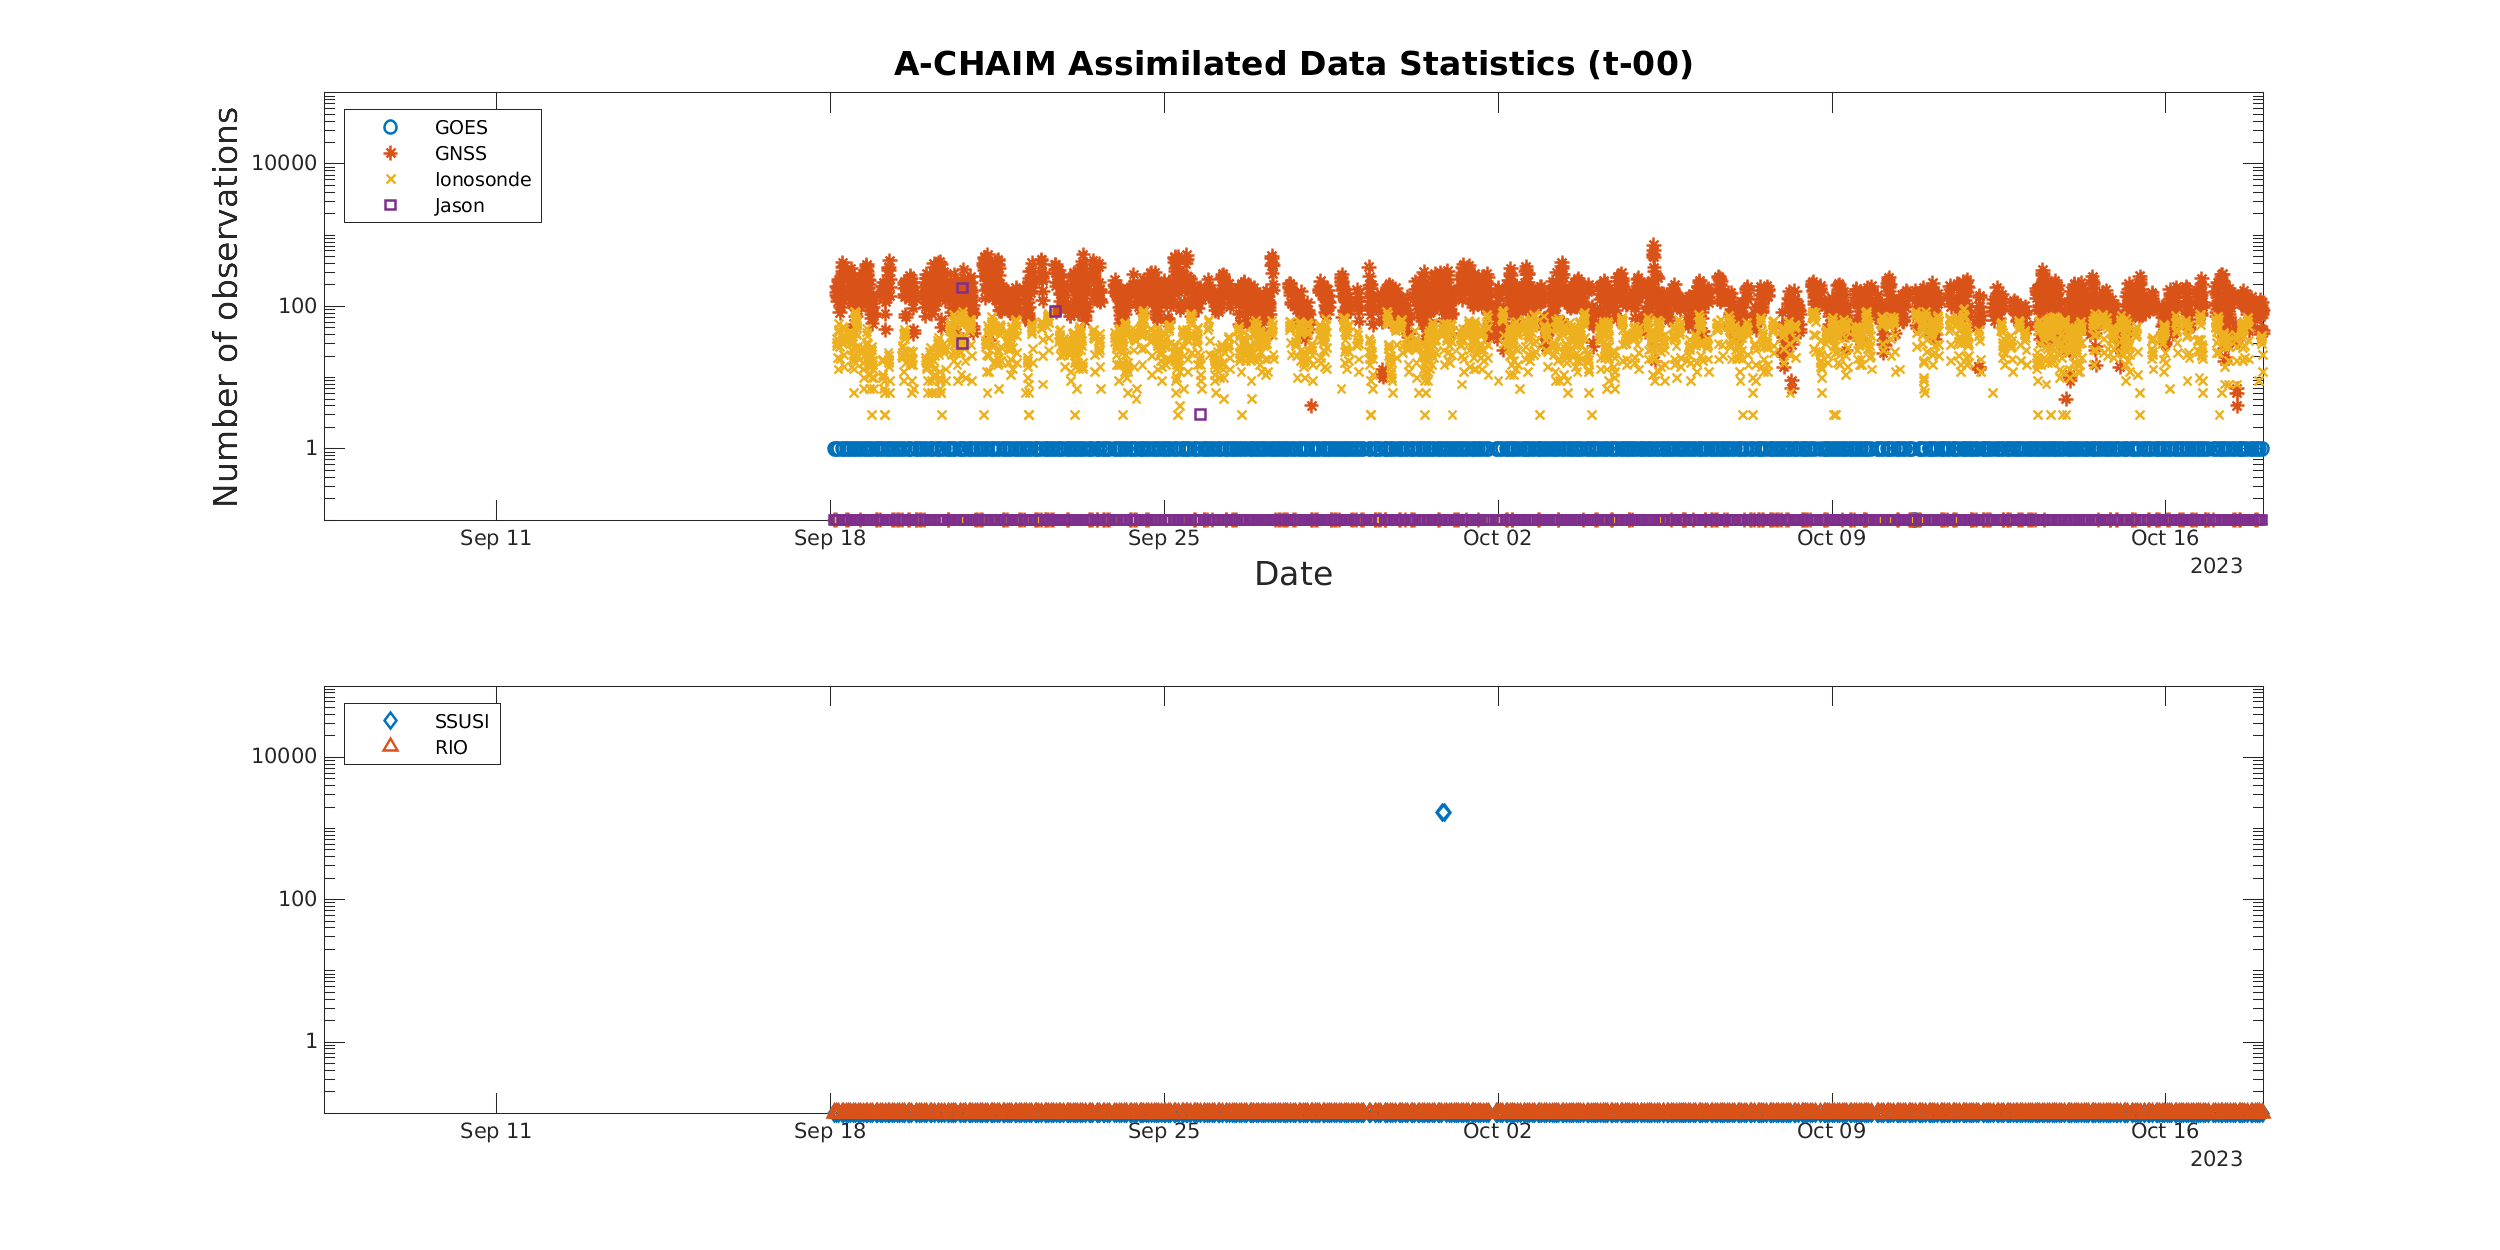 A-CHAIM Assimilated Data Statistics (t-00)
Number of observations
GOES
GNSS
Ionosonde
Jason
10000
100
1
Sep 11 Sep 18 Sep 25 Oct 02 Oct 09 Oct 16
2023
Date
SSUSI
RIO
10000
100
1
Sep 11 Sep 18 Sep 25 Oct 02 Oct 09 Oct 16
2023